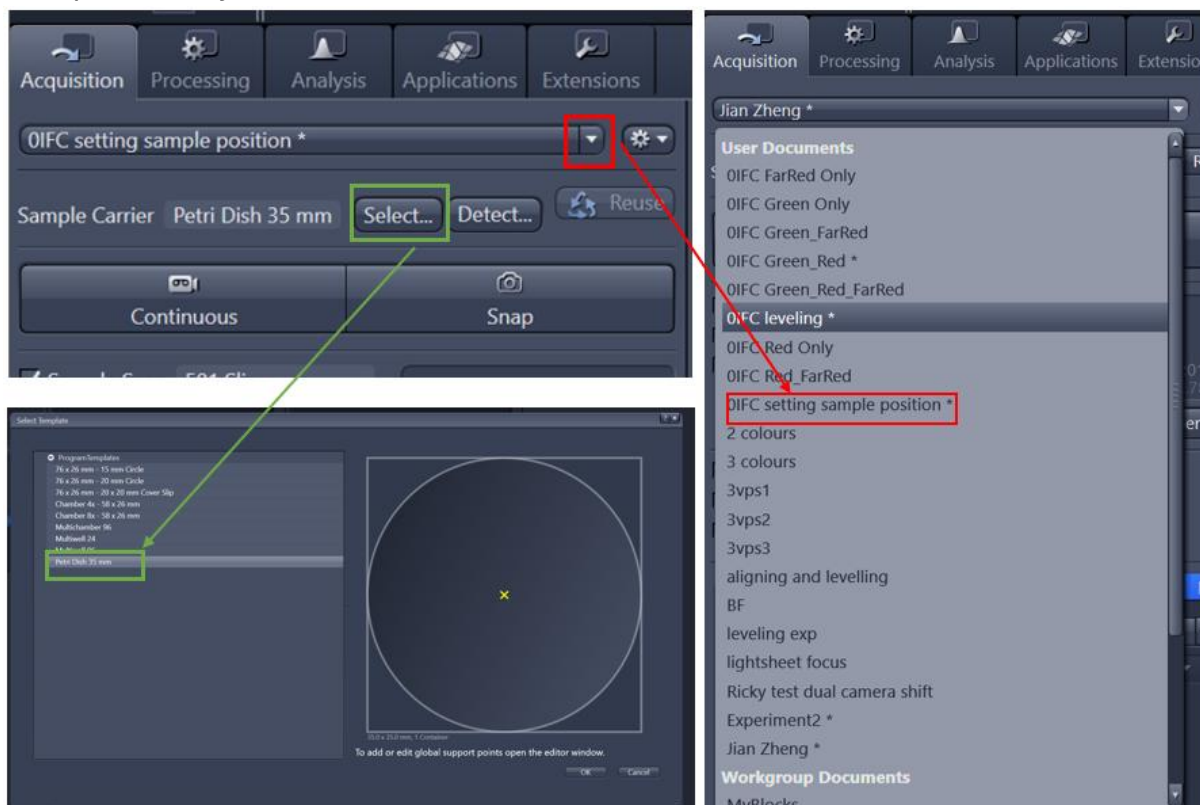 Acquisition Processing Analysis Applications Extensions
0IFC setting sample position *
Sample Carrier Petri Dish 35 mm Select... Detect... Reuse
Continuous Snap
Select Template
ProgramTemplates
76 x 26 mm - 15 mm Circle
76 x 26 mm - 20 mm Circle
76 x 26 mm - 20 x 20 mm Cover Slip
Chamber 4x - 58 x 26 mm
Chamber 8x - 58 x 26 mm
Multichamber 96
Multiwell 24
Petri Dish 35 mm
To add or edit global support points open the editor window.
OK Cancel
Acquisition Processing Analysis Applications Extensio
Jian Zheng *
User Documents
0IFC FarRed Only
0IFC Green Only
0IFC Green_FarRed
0IFC Green_Red *
0IFC Green_Red_FarRed
0IFC leveling *
0IFC Red Only
0IFC Red_FarRed
0IFC setting sample position *
2 colours
3 colours
3vps1
3vps2
3vps3
aligning and levelling
BF
leveling exp
lightsheet focus
Ricky test dual camera shift
Experiment2 *
Jian Zheng *
Workgroup Documents